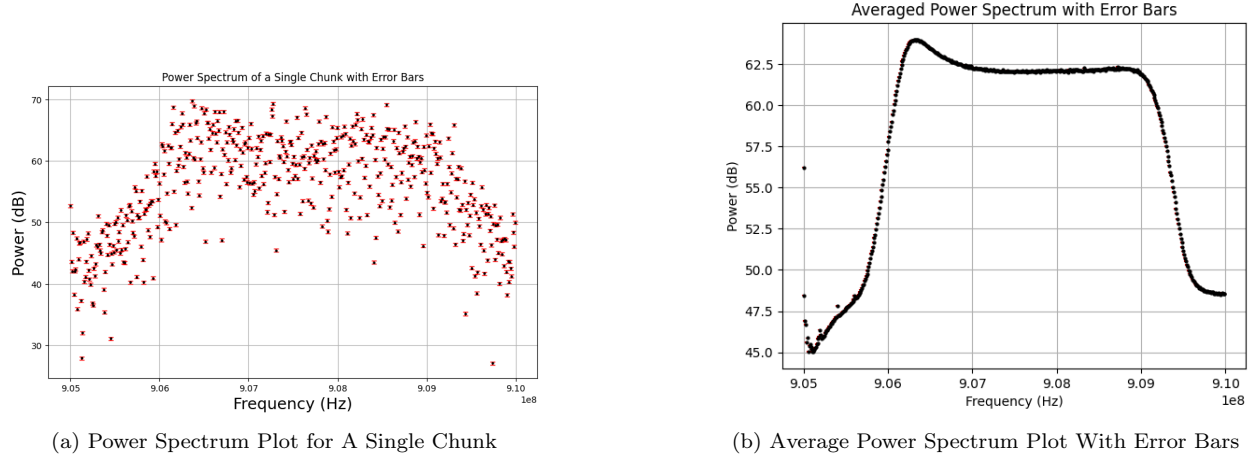 Power Spectrum of a Single Chunk with Error Bars
70
60
50
40
30
Power (dB)
9.05 9.06 9.07 9.08 9.09 9.10
1e8
Frequency (Hz)
(a) Power Spectrum Plot for A Single Chunk
Averaged Power Spectrum with Error Bars
62.5
60.0
57.5
55.0
52.5
50.0
47.5
45.0
Power (dB)
9.05 9.06 9.07 9.08 9.09 9.10
1e8
Frequency (Hz)
(b) Average Power Spectrum Plot With Error Bars